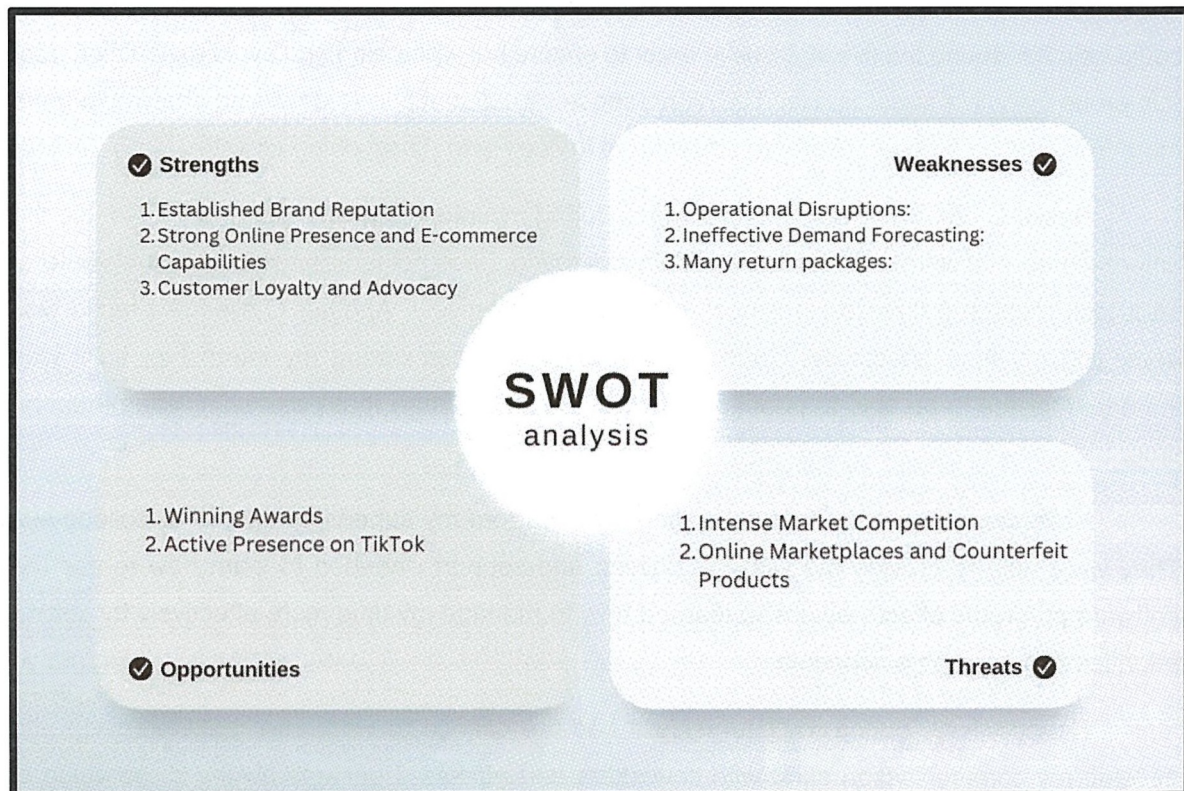 Strengths
1. Established Brand Reputation
2. Strong Online Presence and E-commerce
Capabilities
3. Customer Loyalty and Advocacy
Weaknesses
1. Operational Disruptions:
2. Ineffective Demand Forecasting:
3. Many return packages:
SWOT
analysis
1. Winning Awards
2. Active Presence on TikTok
Opportunities
1. Intense Market Competition
2. Online Marketplaces and Counterfeit
Products
Threats